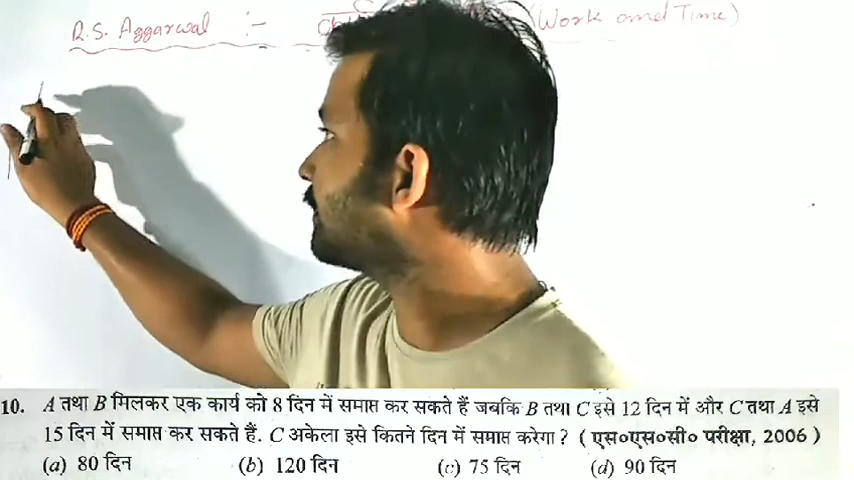 R.S. Aggarwal :- (Work and Time)
10. A तथा B मिलकर एक कार्य को 8 दिन में समाप्त कर सकते हैं जबकि B तथा C इसे 12 दिन में और C तथा A इसे
15 दिन में समाप्त कर सकते हैं. C अकेला इसे कितने दिन में समाप्त करेगा ? ( एस०एस०सी० परीक्षा, 2006 )
(a) 80 दिन (b) 120 दिन (c) 75 दिन (d) 90 दिन